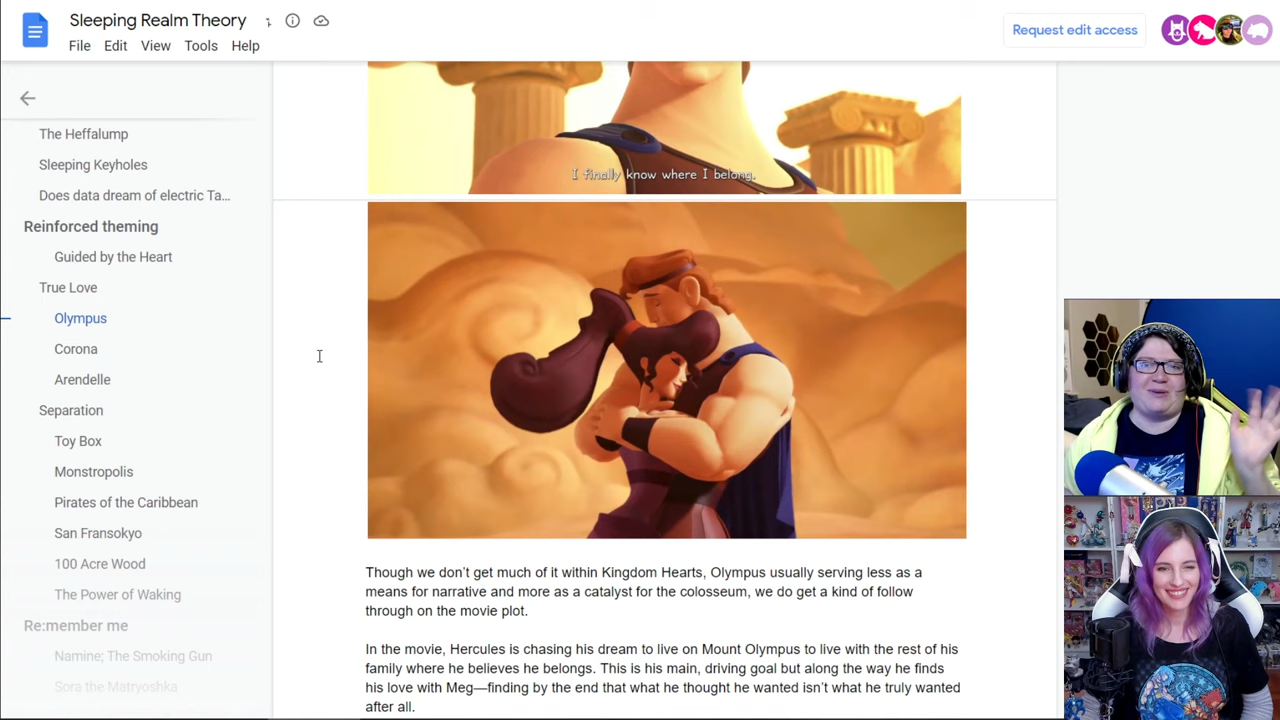 Sleeping Realm Theory
File Edit View Tools Help
Request edit access
The Heffalump
Sleeping Keyholes
Does data dream of electric Ta...
Reinforced theming
Guided by the Heart
True Love
Olympus
Corona
Arendelle
Separation
Toy Box
Monstropolis
Pirates of the Caribbean
San Fransokyo
100 Acre Wood
The Power of Waking
Re:member me
Namine; The Smoking Gun
Sora the Matryoshka
I finally know where I belong.
Though we don't get much of it within Kingdom Hearts, Olympus usually serving less as a
means for narrative and more as a catalyst for the colosseum, we do get a kind of follow
through on the movie plot.
In the movie, Hercules is chasing his dream to live on Mount Olympus to live with the rest of his
family where he believes he belongs. This is his main, driving goal but along the way he finds
his love with Meg—finding by the end that what he thought he wanted isn't what he truly wanted
after all.